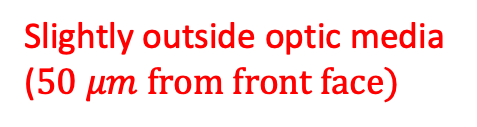 Slightly outside optic media
(50 μm from front face)